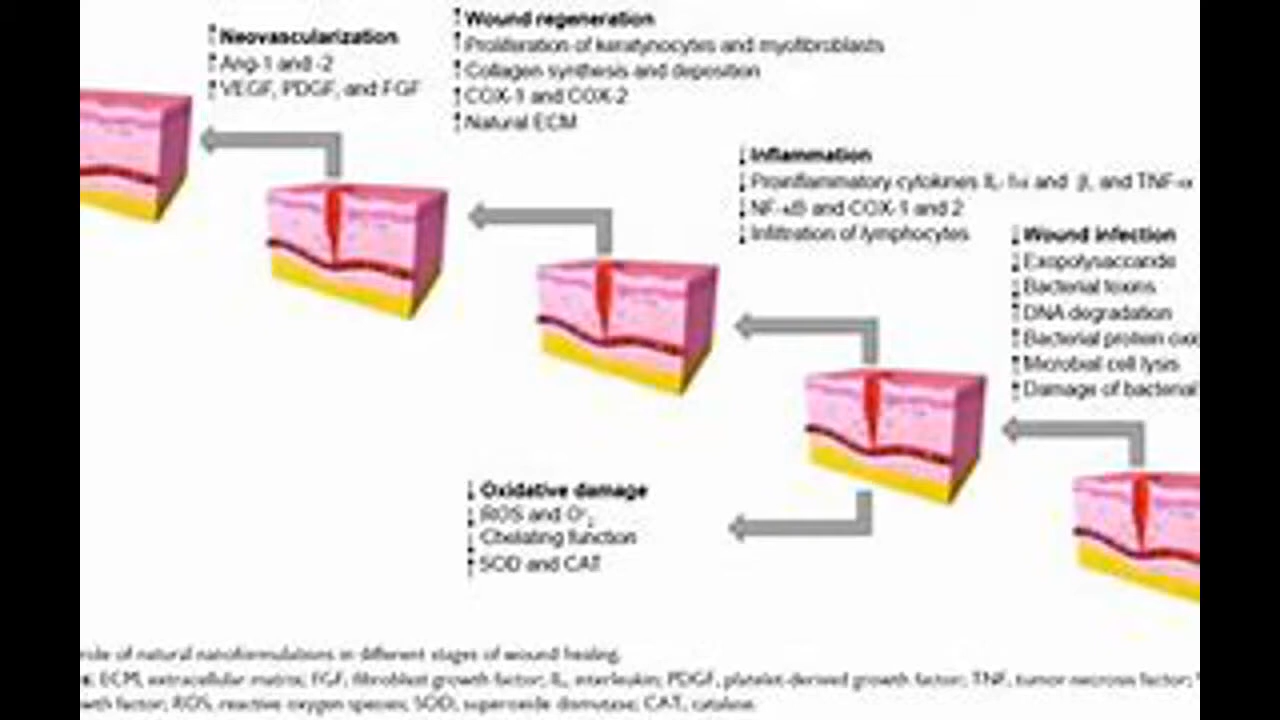 ↑ Neovascularization
↑ Ang-1 and -2
↑ VEGF, PDGF, and FGF
↑ Wound regeneration
↑ Proliferation of keratynocytes and myofibroblasts
↑ Collagen synthesis and deposition
↑ COX-1 and COX-2
↑ Natural ECM
↓ Inflammation
↓ Proinflammatory cytokines IL-1α and β, and TNF-α
↓ NF-κB and COX-1 and 2
↓ Infiltration of lymphocytes
↓ Wound infection
↓ Exopolysaccaride
↓ Bacterial toxins
↑ DNA degradation
↑ Bacterial protein
↑ Microbial cell lysis
↑ Damage of bacterial
↓ Oxidative damage
↓ ROS and
Chelating function
↑ SOD and CAT
role of natural nanoformulations in different stages of wound healing.
: ECM, extracellular matrix; FGF, fibroblast growth factor; IL, interleukin; PDGF, platelet-derived growth factor; TNF, tumor necrosis factor;
wth factor; ROS, reactive oxygen species; SOD, superoxide dismutase; CAT, catalase.